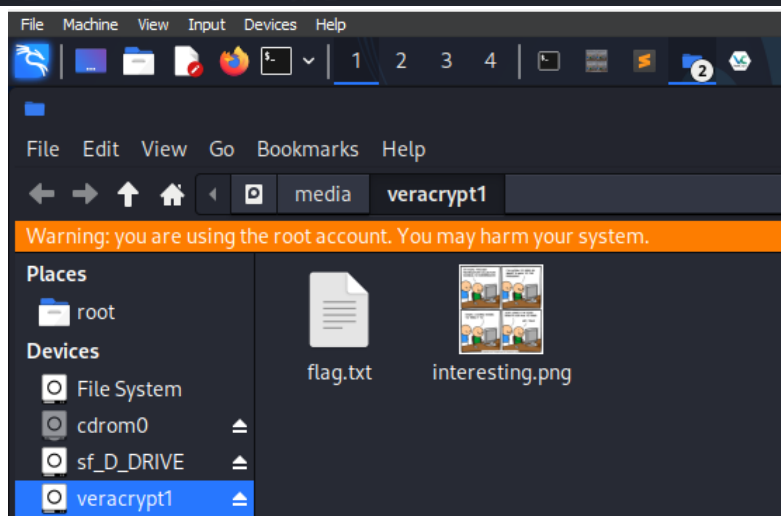 File Machine View Input Devices Help
1 2 3 4 2
File Edit View Go Bookmarks Help
media veracrypt1
Warning: you are using the root account. You may harm your system.
Places
root
Devices
File System
cdrom0
sf_D_DRIVE
veracrypt1
flag.txt interesting.png